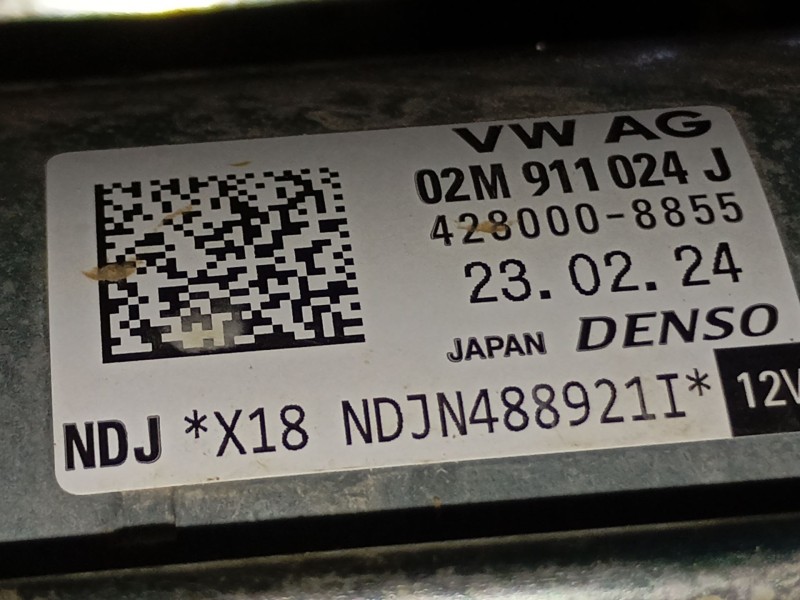 VW AG
02M 911 024 J
428000-8855
23.02.24
JAPAN DENSO
NDJ *X18 NDJN488921I* 12V